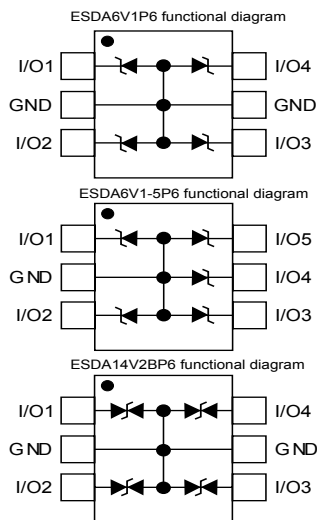 ESDA6V1P6 functional diagram
I/O1 I/O4
GND GND
I/O2 I/O3
ESDA6V1-5P6 functional diagram
I/O1 I/O5
GND I/O4
I/O2 I/O3
ESDA14V2BP6 functional diagram
I/O1 I/O4
GND GND
I/O2 I/O3